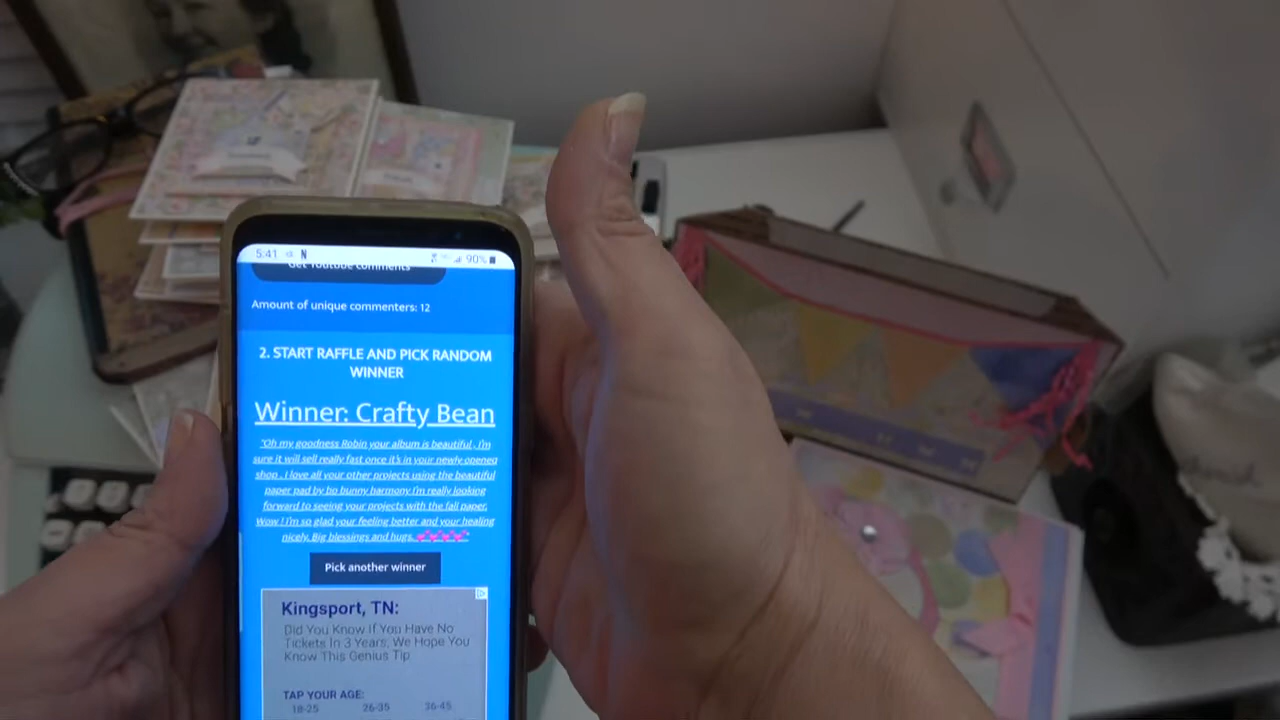 5:41 N 90%
Get Youtube comments
Amount of unique commenters: 12
2. START RAFFLE AND PICK RANDOM
WINNER
Winner: Crafty Bean
"Oh my goodness Robin your album is beautiful , i'm
sure it will sell really fast once it's in your newly opened
shop . I love all your other projects using the beautiful
paper pad by bo bunny harmony i'm really looking
forward to seeing your projects with the fall paper.
Wow ! I'm so glad your feeling better and your healing
nicely. Big blessings and hugs.
Pick another winner
Kingsport, TN:
Did You Know If You Have No
Tickets In 3 Years, We Hope You
Know This Genius Tip
TAP YOUR AGE:
18-25 26-35 36-45